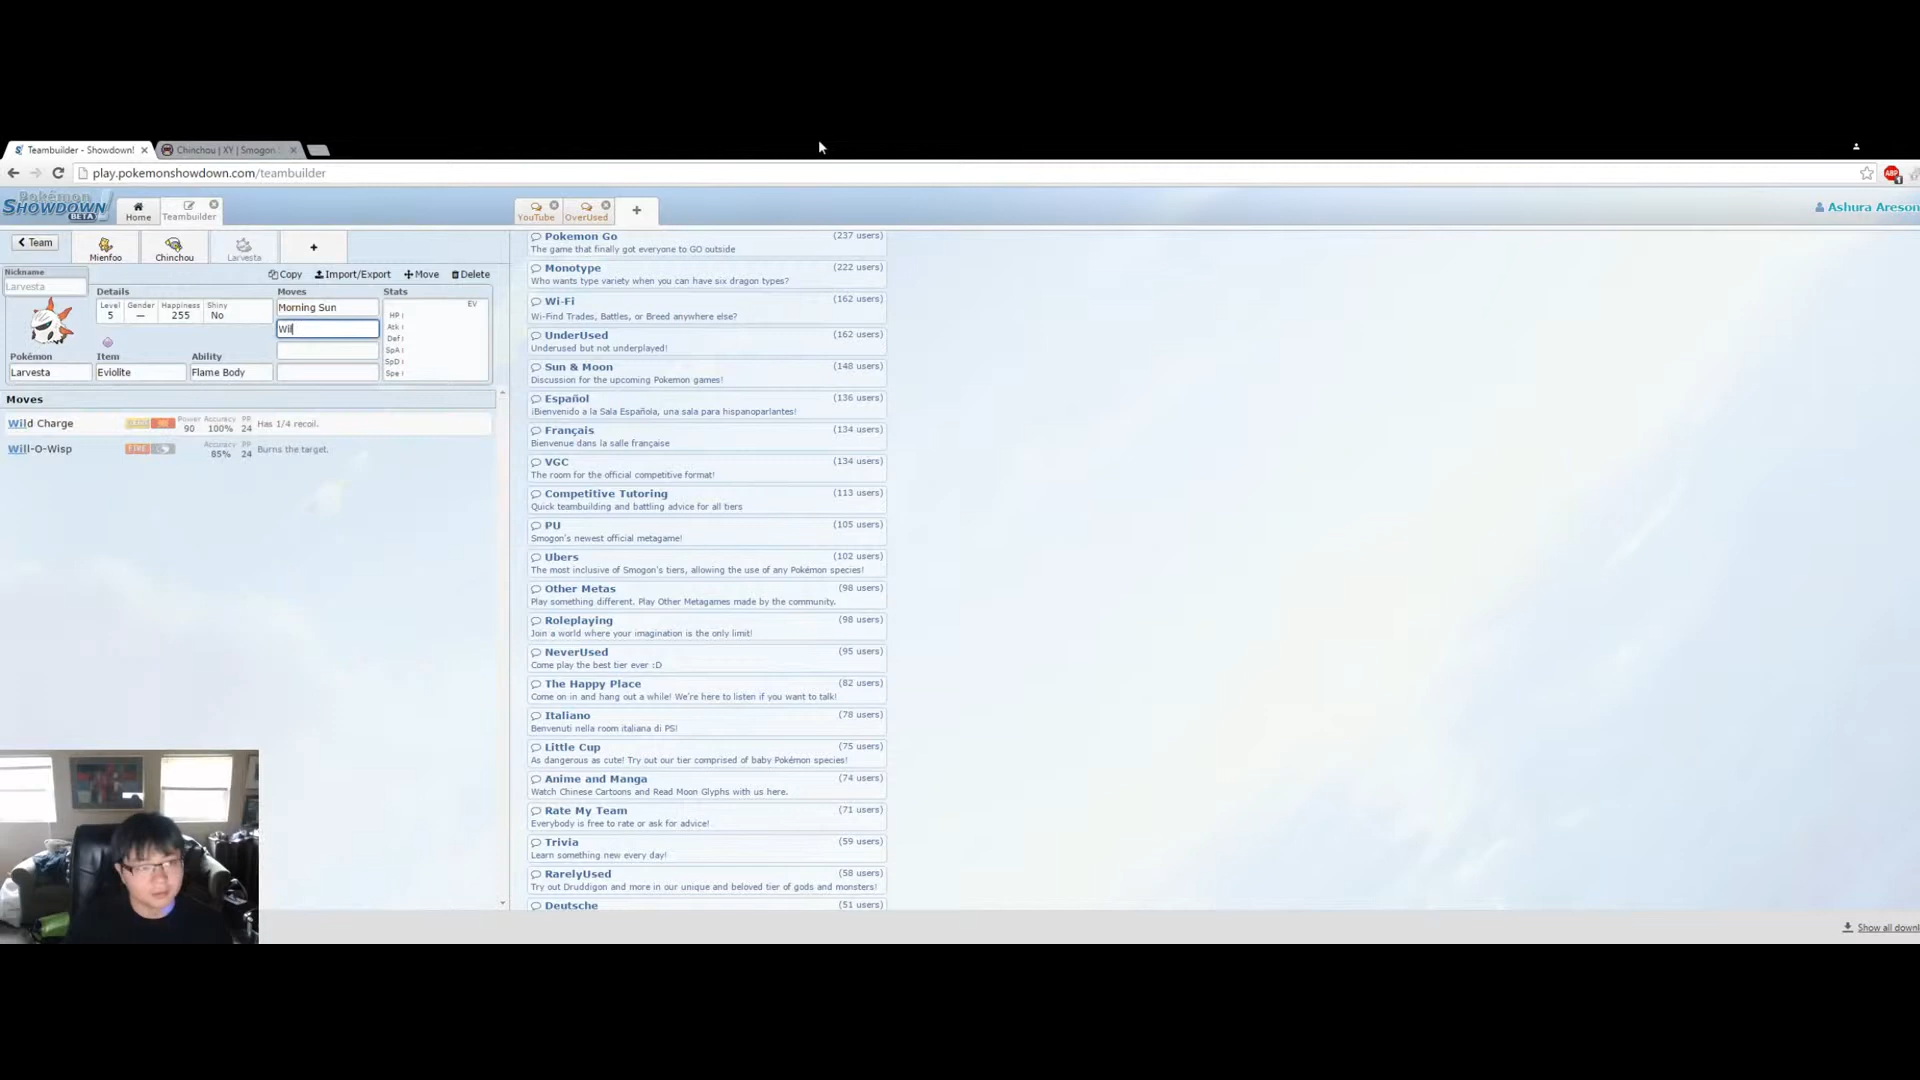 Teambuilder - Showdown!
Chinchou | XY | Smogon
play.pokemonshowdown.com/teambuilder
ABP
Pokémon
SHOWDOWN!
BETA
Home
Teambuilder
YouTube
OverUsed
+
Ashura Areson
Team
Mienfoo
Chinchou
Larvesta
+
Copy
Import/Export
Move
Delete
Nickname
Larvesta
Details
Level
5
Gender
—
Happiness
255
Shiny
No
Pokémon
Larvesta
Item
Eviolite
Ability
Flame Body
Moves
Morning Sun
Wil
Stats
EV
HP
Atk
Def
SpA
SpD
Spe
Moves
Wild Charge Power 90 Accuracy 100% PP 24 Has 1/4 recoil.
Will-O-Wisp FIRE Accuracy 85% PP 24 Burns the target.
Pokemon Go (237 users)
The game that finally got everyone to GO outside
Monotype (222 users)
Who wants type variety when you can have six dragon types?
Wi-Fi (162 users)
Wi-Find Trades, Battles, or Breed anywhere else?
UnderUsed (162 users)
Underused but not underplayed!
Sun & Moon (148 users)
Discussion for the upcoming Pokemon games!
Español (136 users)
¡Bienvenido a la Sala Española, una sala para hispanoparlantes!
Français (134 users)
Bienvenue dans la salle française
VGC (134 users)
The room for the official competitive format!
Competitive Tutoring (113 users)
Quick teambuilding and battling advice for all tiers
PU (105 users)
Smogon's newest official metagame!
Ubers (102 users)
The most inclusive of Smogon's tiers, allowing the use of any Pokémon species!
Other Metas (98 users)
Play something different. Play Other Metagames made by the community.
Roleplaying (98 users)
Join a world where your imagination is the only limit!
NeverUsed (95 users)
Come play the best tier ever :D
The Happy Place (82 users)
Come on in and hang out a while! We're here to listen if you want to talk!
Italiano (78 users)
Benvenuti nella room italiana di PS!
Little Cup (75 users)
As dangerous as cute! Try out our tier comprised of baby Pokémon species!
Anime and Manga (74 users)
Watch Chinese Cartoons and Read Moon Glyphs with us here.
Rate My Team (71 users)
Everybody is free to rate or ask for advice!
Trivia (59 users)
Learn something new every day!
RarelyUsed (58 users)
Try out Druddigon and more in our unique and beloved tier of gods and monsters!
Deutsche (51 users)
Show all downl